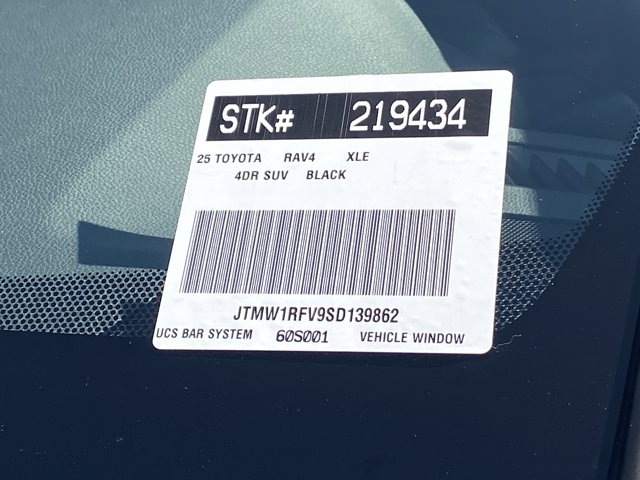 STK# 219434
25 TOYOTA RAV4 XLE
4DR SUV BLACK
JTMW1RFV9SD139862
UCS BAR SYSTEM 60S001 VEHICLE WINDOW